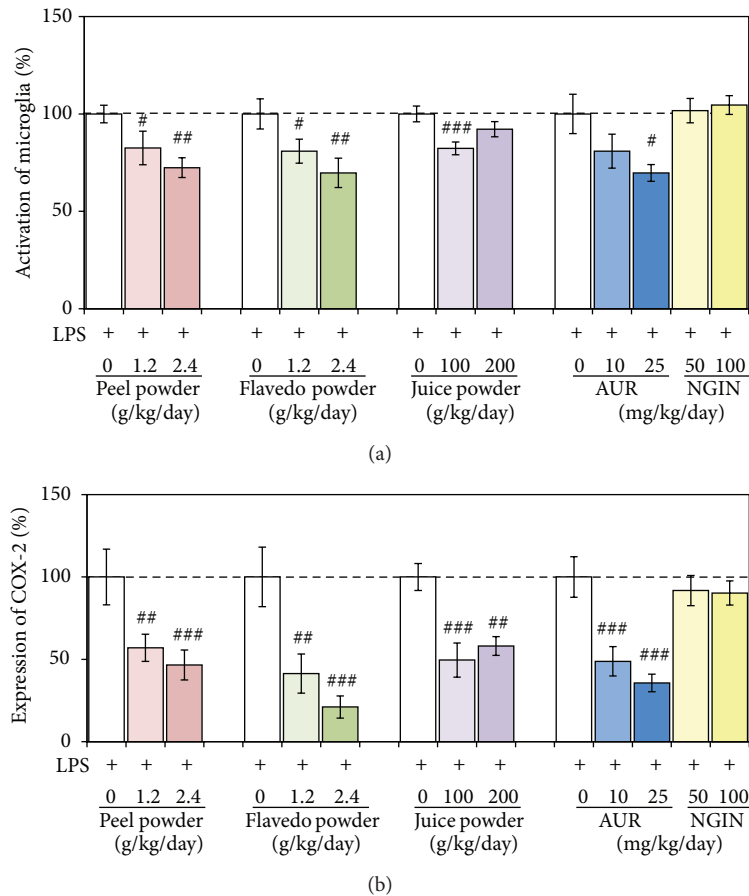 150
100
50
0
Activation of microglia (%)
# ## # ## ### #
LPS + + + + + + + + + + + + + +
0 1.2 2.4 0 1.2 2.4 0 100 200 0 10 25 50 100
Peel powder Flavedo powder Juice powder AUR NGIN
(g/kg/day) (g/kg/day) (g/kg/day) (mg/kg/day)
(a)
150
100
50
0
Expression of COX-2 (%)
## ### ## ### ### ## ### ###
LPS + + + + + + + + + + + + + +
0 1.2 2.4 0 1.2 2.4 0 100 200 0 10 25 50 100
Peel powder Flavedo powder Juice powder AUR NGIN
(g/kg/day) (g/kg/day) (g/kg/day) (mg/kg/day)
(b)